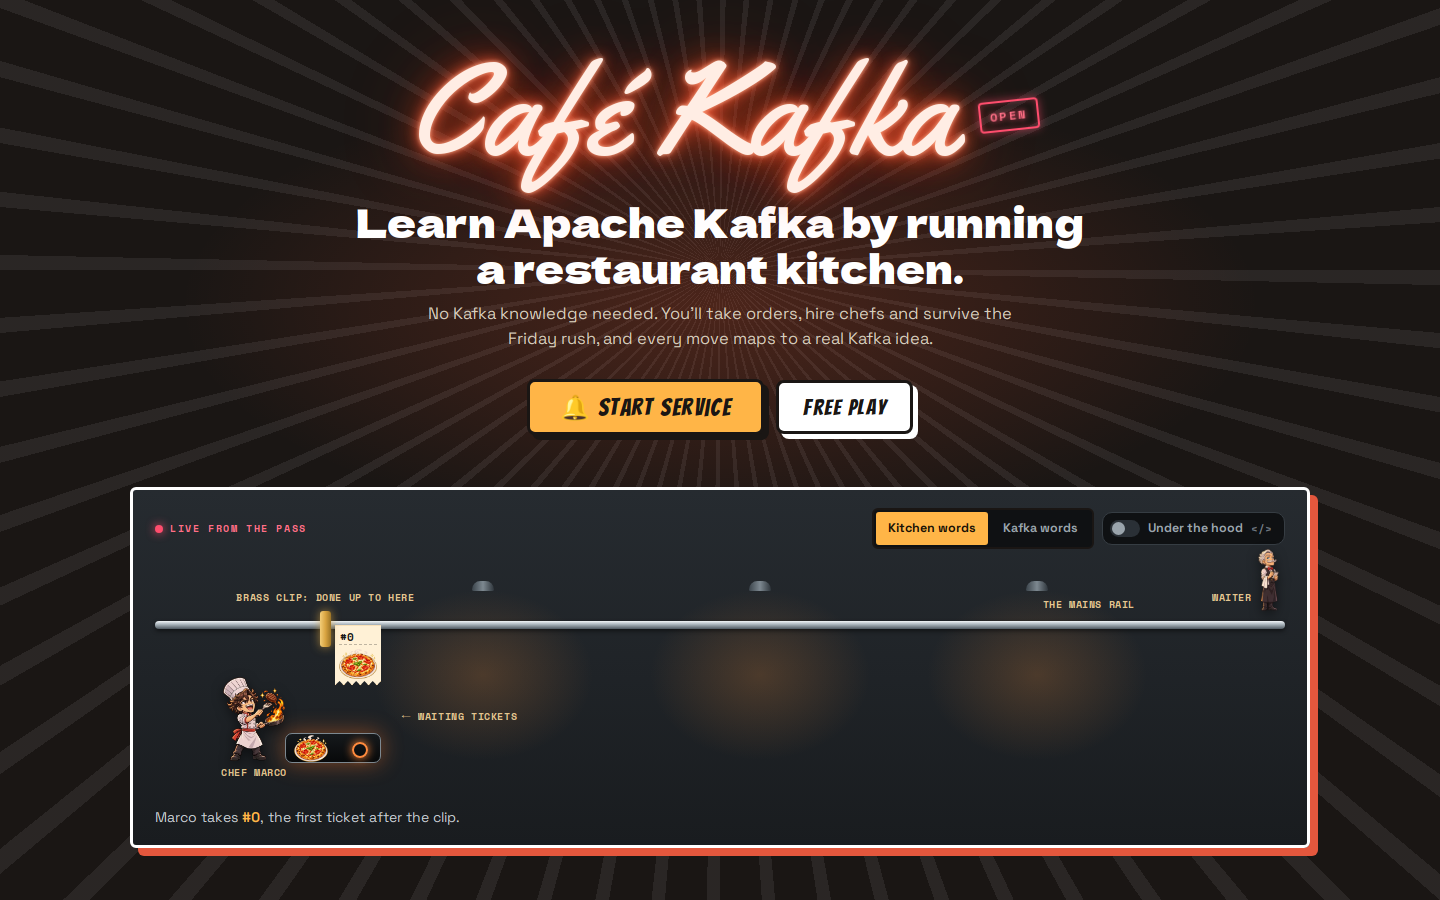 Café Kafka
OPEN
Learn Apache Kafka by running
a restaurant kitchen.
No Kafka knowledge needed. You'll take orders, hire chefs and survive the
Friday rush, and every move maps to a real Kafka idea.
START SERVICE
FREE PLAY
LIVE FROM THE PASS
Kitchen words
Kafka words
Under the hood </>
BRASS CLIP: DONE UP TO HERE
THE MAINS RAIL
WAITER
#0
← WAITING TICKETS
CHEF MARCO
Marco takes #0, the first ticket after the clip.